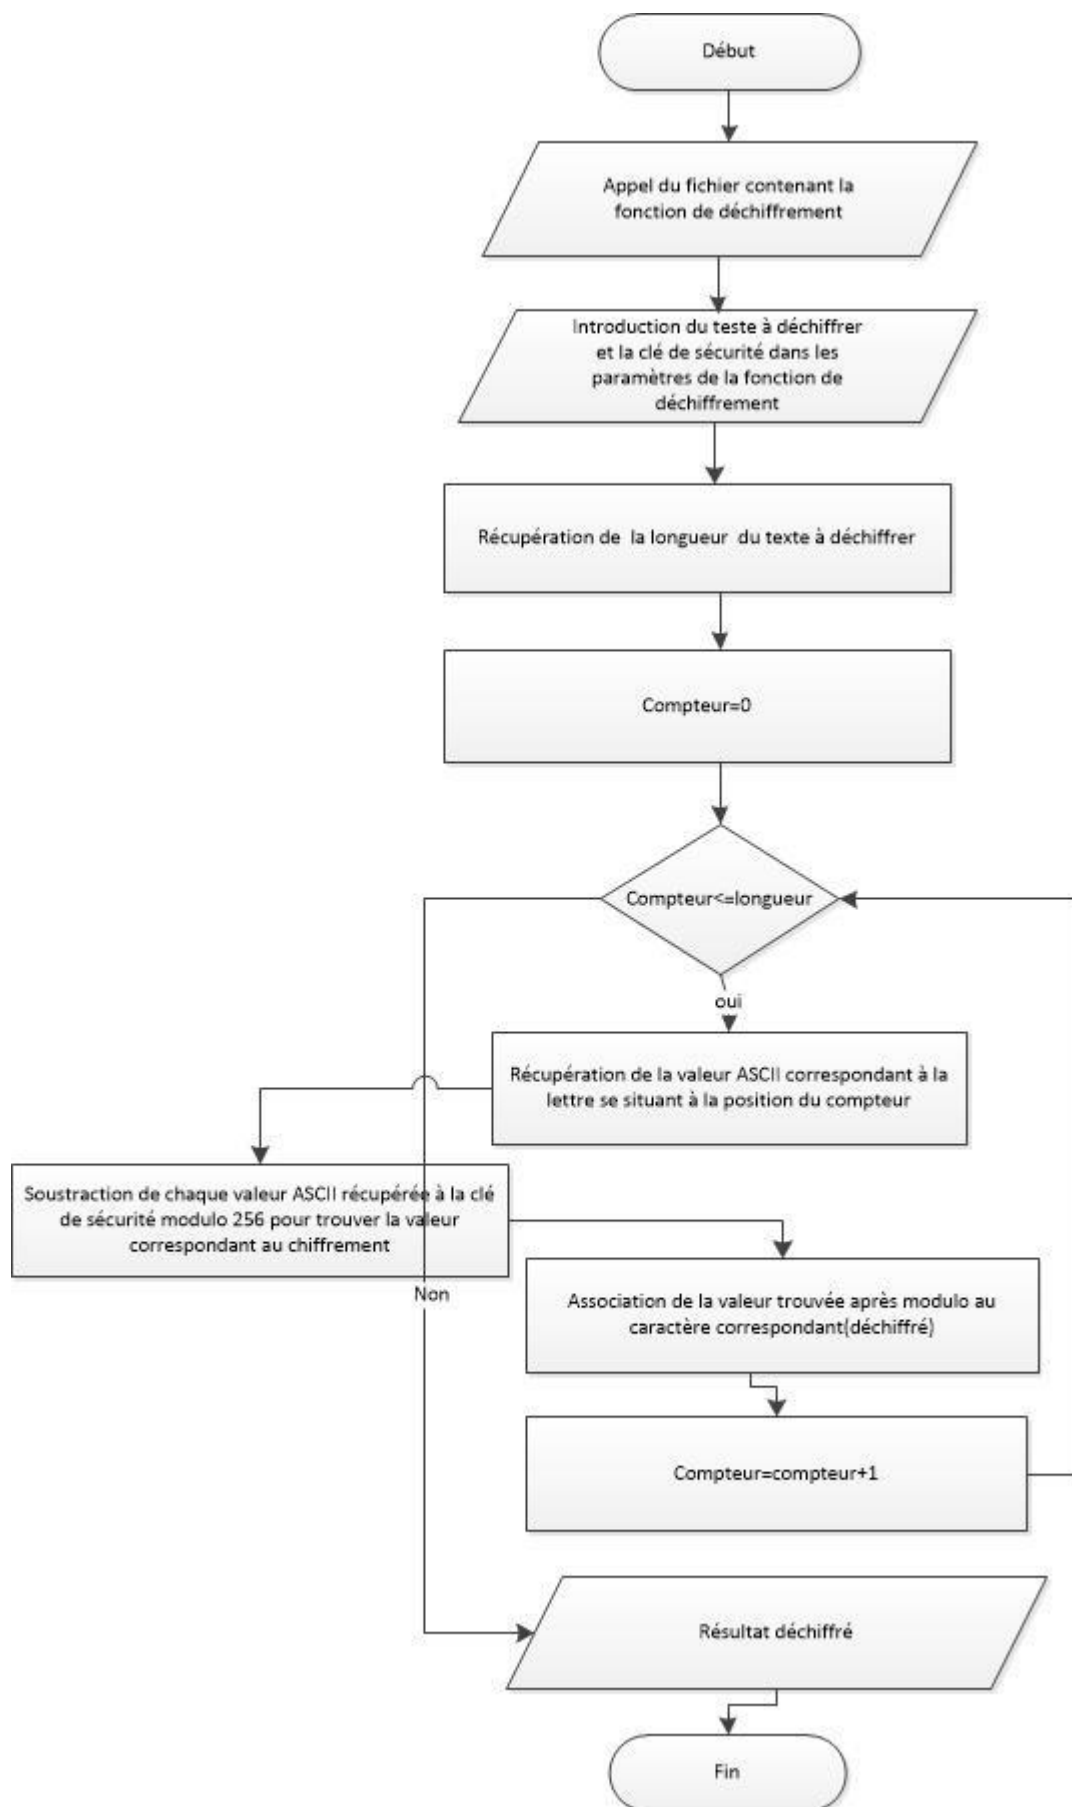 Début
Appel du fichier contenant la
fonction de déchiffrement
Introduction du teste à déchiffrer
et la clé de sécurité dans les
paramètres de la fonction de
déchiffrement
Récupération de la longueur du texte à déchiffrer
Compteur=0
Compteur<=longueur
oui
Récupération de la valeur ASCII correspondant à la
lettre se situant à la position du compteur
Soustraction de chaque valeur ASCII récupérée à la clé
de sécurité modulo 256 pour trouver la valeur
correspondant au chiffrement
Non
Association de la valeur trouvée après modulo au
caractère correspondant(déchiffré)
Compteur=compteur+1
Résultat déchiffré
Fin